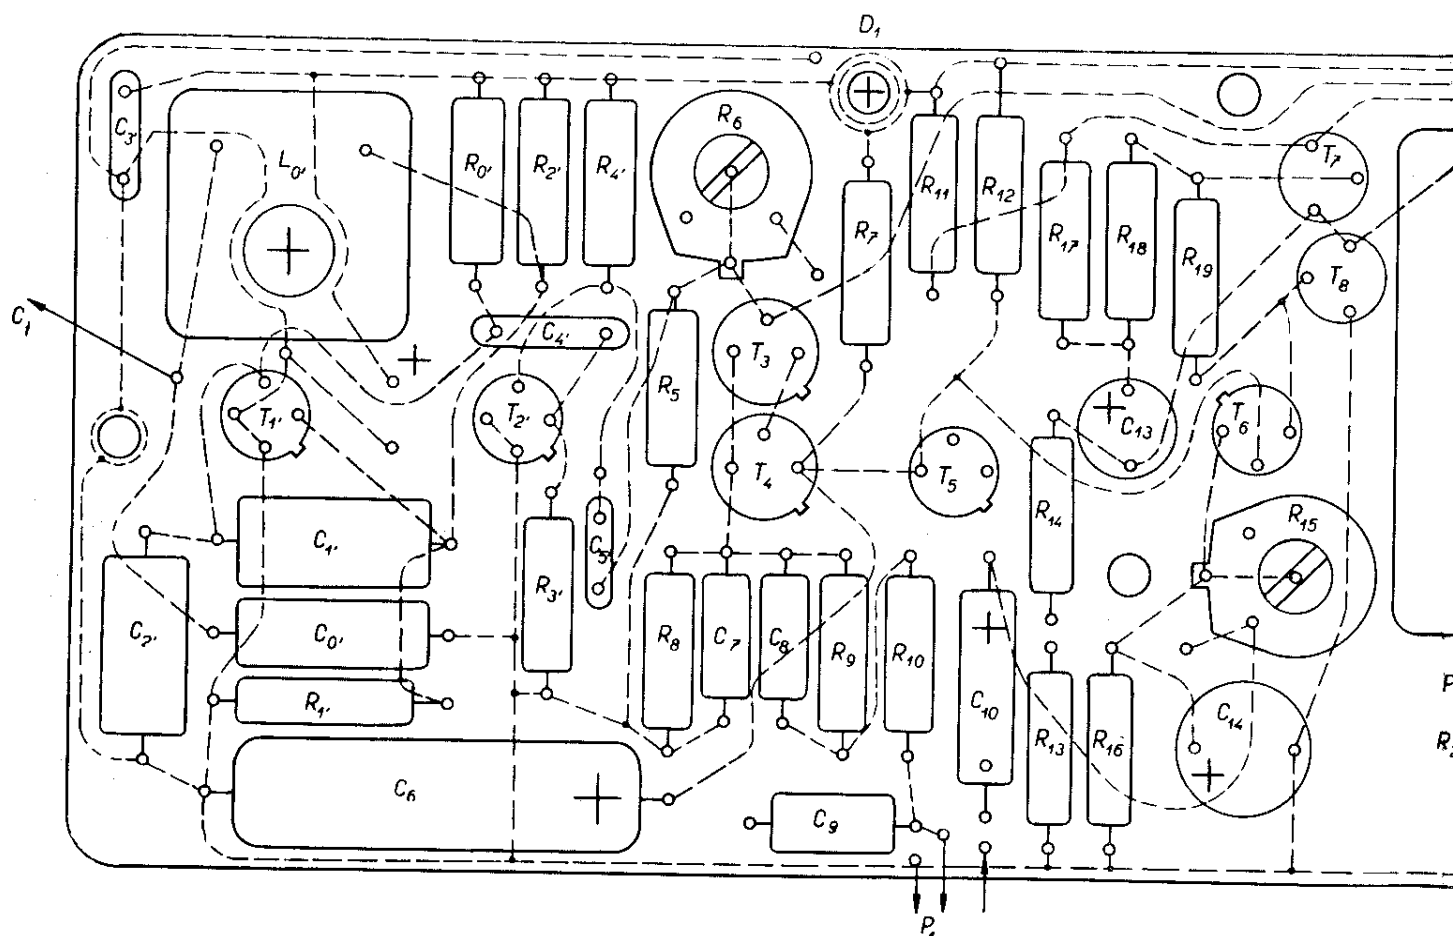 D₁
C₃'
L₀'
R₀'
R₂'
R₄'
R₆
R₇
R₁₁
R₁₂
R₁₇
R₁₈
R₁₉
T₇
T₈
C₁
C₄'
T₁'
T₂'
R₅
T₃
T₄
T₅
C₁₃
T₆
R₁₄
R₁₅
C₁'
C₂'
C₀'
R₁'
R₃'
C₅'
R₈
C₇
C₈
R₉
R₁₀
C₁₀
R₁₃
R₁₆
C₁₄
C₆
C₉
P₁